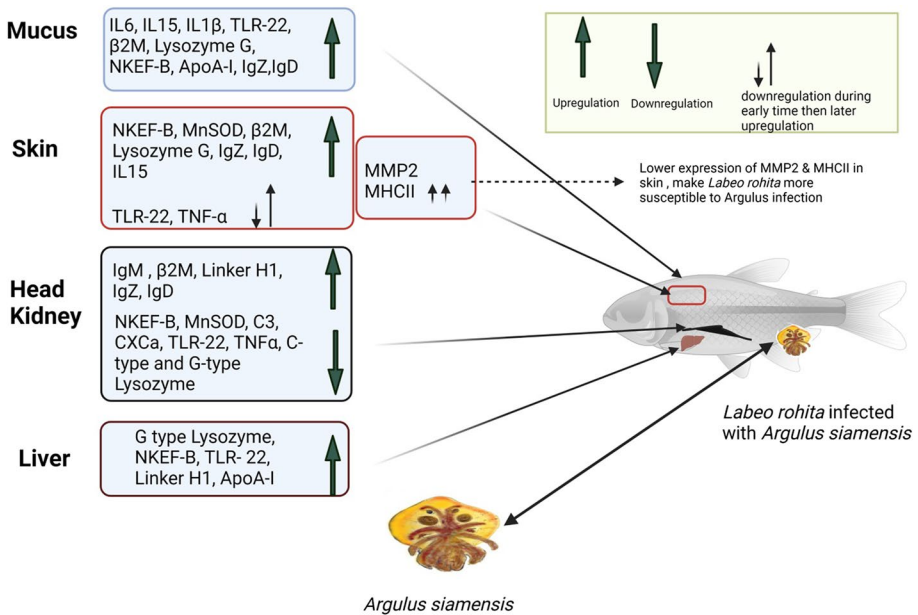 Mucus
IL6, IL15, IL1β, TLR-22,
β2M, Lysozyme G,
NKEF-B, ApoA-I, IgZ,IgD
Skin
NKEF-B, MnSOD, β2M,
Lysozyme G, IgZ, IgD,
IL15
TLR-22, TNF-α
MMP2
MHCII
Head
Kidney
IgM , β2M, Linker H1,
IgZ, IgD
NKEF-B, MnSOD, C3,
CXCa, TLR-22, TNFα, C-
type and G-type
Lysozyme
Liver
G type Lysozyme,
NKEF-B, TLR- 22,
Linker H1, ApoA-I
Upregulation
Downregulation
downregulation during
early time then later
upregulation
Lower expression of MMP2 & MHCII in
skin , make Labeo rohita more
susceptible to Argulus infection
Labeo rohita infected
with Argulus siamensis
Argulus siamensis